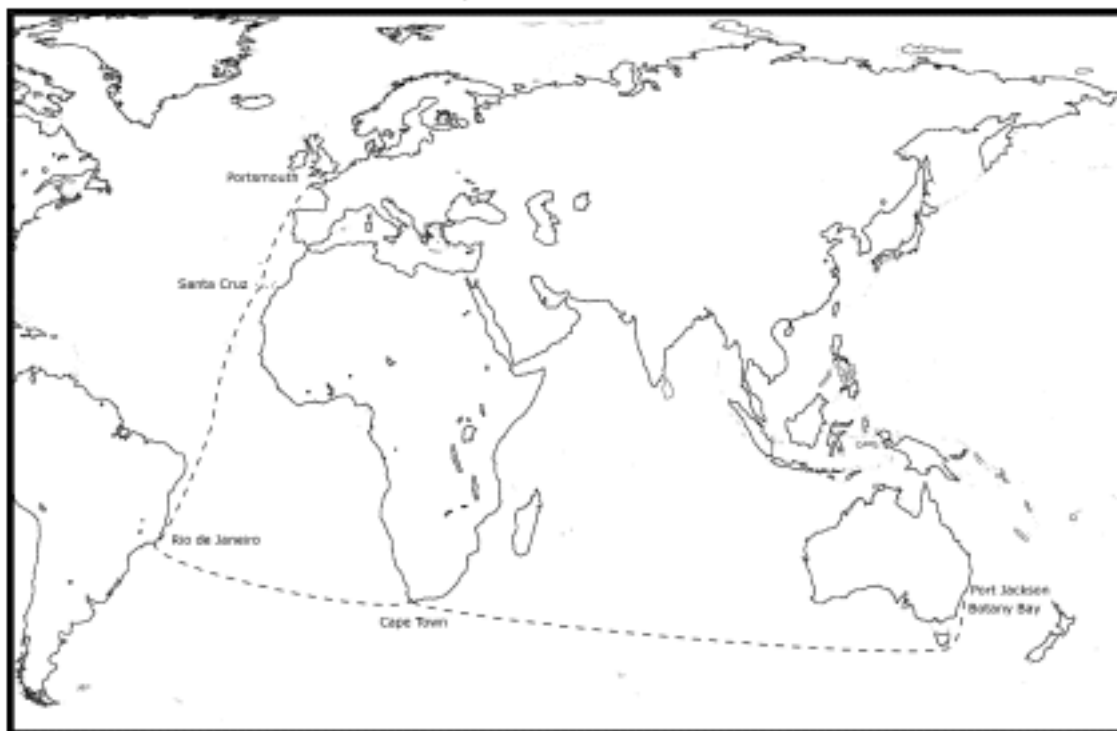 Portsmouth
Santa Cruz
Rio de Janeiro
Cape Town
Port Jackson
Botany Bay